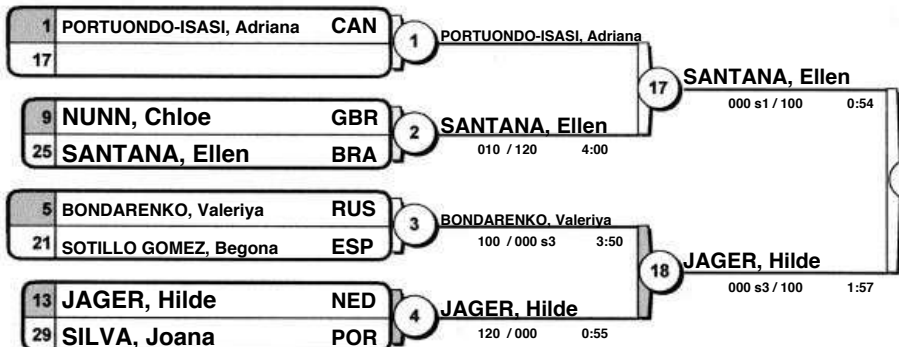 1 PORTUONDO-ISASI, Adriana CAN
17
1
PORTUONDO-ISASI, Adriana
9 NUNN, Chloe GBR
25 SANTANA, Ellen BRA
2
SANTANA, Ellen
010 / 120 4:00
17
SANTANA, Ellen
000 s1 / 100 0:54
5 BONDARENKO, Valeriya RUS
21 SOTILLO GOMEZ, Begona ESP
3
BONDARENKO, Valeriya
100 / 000 s3 3:50
13 JAGER, Hilde NED
29 SILVA, Joana POR
4
JAGER, Hilde
120 / 000 0:55
18
JAGER, Hilde
000 s3 / 100 1:57